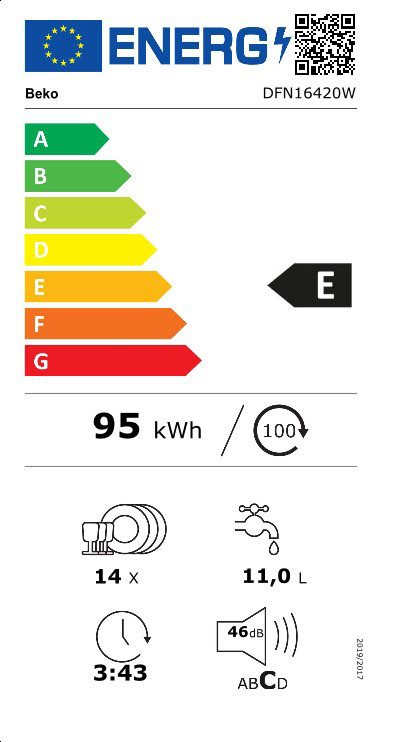 ENERG
Beko DFN16420W
A
B
C
D
E
E
F
G
95 kWh / 100
14 X 11,0 L
46dB
3:43
ABCD
2019/2017